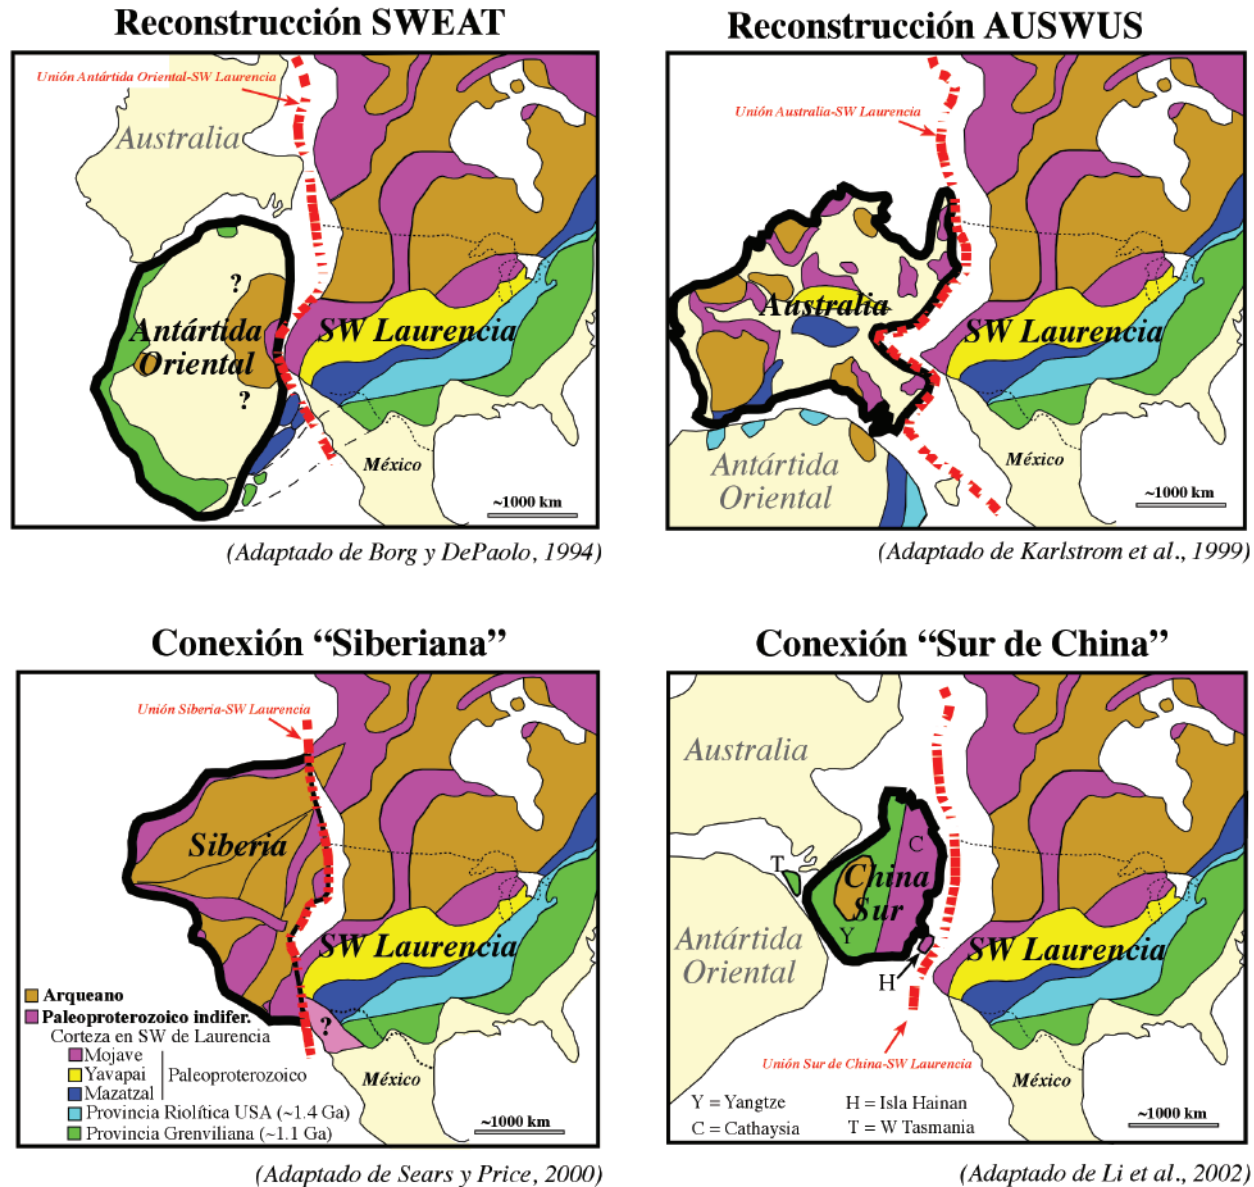 Reconstrucción SWEAT
Unión Antártida Oriental-SW Laurencia
Australia
?
Antártida
Oriental
SW Laurencia
?
México
~1000 km
(Adaptado de Borg y DePaolo, 1994)
Reconstrucción AUSWUS
Unión Australia-SW Laurencia
Australia
SW Laurencia
Antártida
Oriental
México
~1000 km
(Adaptado de Karlstrom et al., 1999)
Conexión “Siberiana”
Unión Siberia-SW Laurencia
Siberia
SW Laurencia
?
Arqueano
Paleoproterozoico indifer.
Corteza en SW de Laurencia
Mojave
Yavapai
Paleoproterozoico
Mazatzal
Provincia Riolítica USA (~1.4 Ga)
Provincia Grenviliana (~1.1 Ga)
México
~1000 km
(Adaptado de Sears y Price, 2000)
Conexión “Sur de China”
Australia
C
T
China
Sur
Y
SW Laurencia
Antártida
Oriental
H
Unión Sur de China-SW Laurencia
México
Y = Yangtze
H = Isla Hainan
C = Cathaysia
T = W Tasmania
~1000 km
(Adaptado de Li et al., 2002)